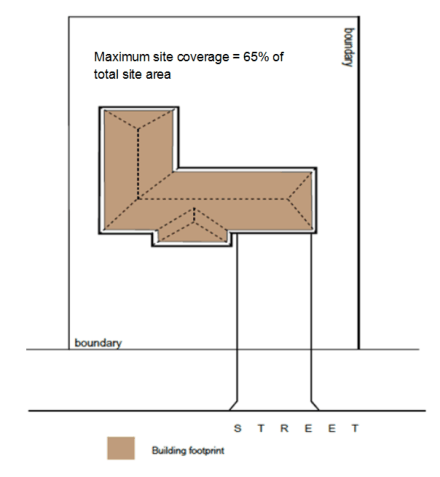 boundary
Maximum site coverage = 65% of
total site area
boundary
S T R E E T
Building footprint